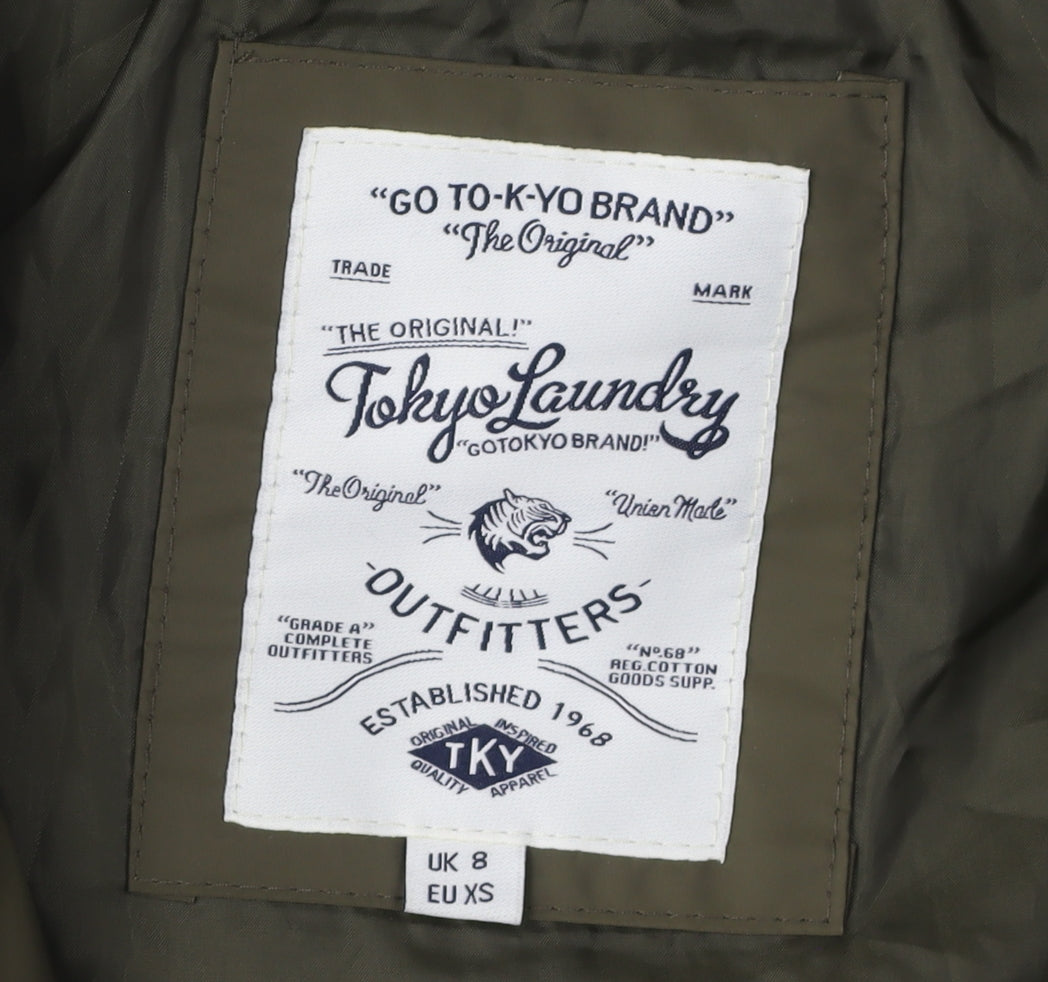 “GO TO-K-YO BRAND”
“The Original”
TRADE MARK
“THE ORIGINAL!”
Tokyo Laundry
“GOTOKYO BRAND!”
“The Original”
“Union Made”
OUTFITTERS
“GRADE A”
COMPLETE
OUTFITTERS
“Nº.68”
REG.COTTON
GOODS SUPP.
ESTABLISHED 1968
ORIGINAL INSPIRED
TKY
QUALITY APPAREL
UK 8
EU XS